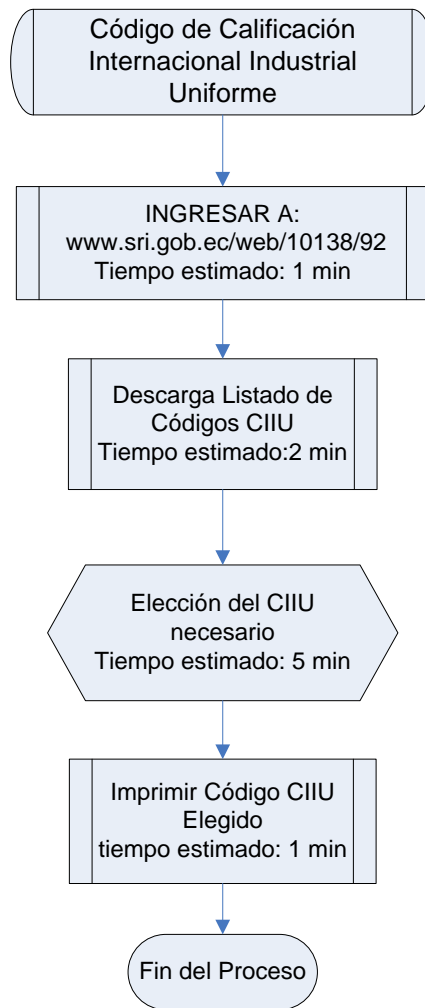 Código de Calificación
Internacional Industrial
Uniforme
INGRESAR A:
www.sri.gob.ec/web/10138/92
Tiempo estimado: 1 min
Descarga Listado de
Códigos CIIU
Tiempo estimado:2 min
Elección del CIIU
necesario
Tiempo estimado: 5 min
Imprimir Código CIIU
Elegido
tiempo estimado: 1 min
Fin del Proceso